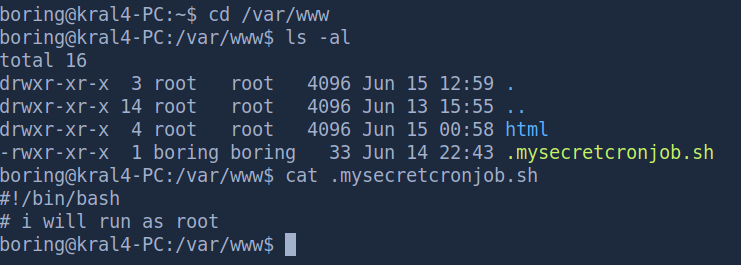 boring@kral4-PC:~$ cd /var/www
boring@kral4-PC:/var/www$ ls -al
total 16
drwxr-xr-x  3 root   root   4096 Jun 15 12:59 .
drwxr-xr-x 14 root   root   4096 Jun 13 15:55 ..
drwxr-xr-x  4 root   root   4096 Jun 15 00:58 html
-rwxr-xr-x  1 boring boring   33 Jun 14 22:43 .mysecretcronjob.sh
boring@kral4-PC:/var/www$ cat .mysecretcronjob.sh
#!/bin/bash
# i will run as root
boring@kral4-PC:/var/www$